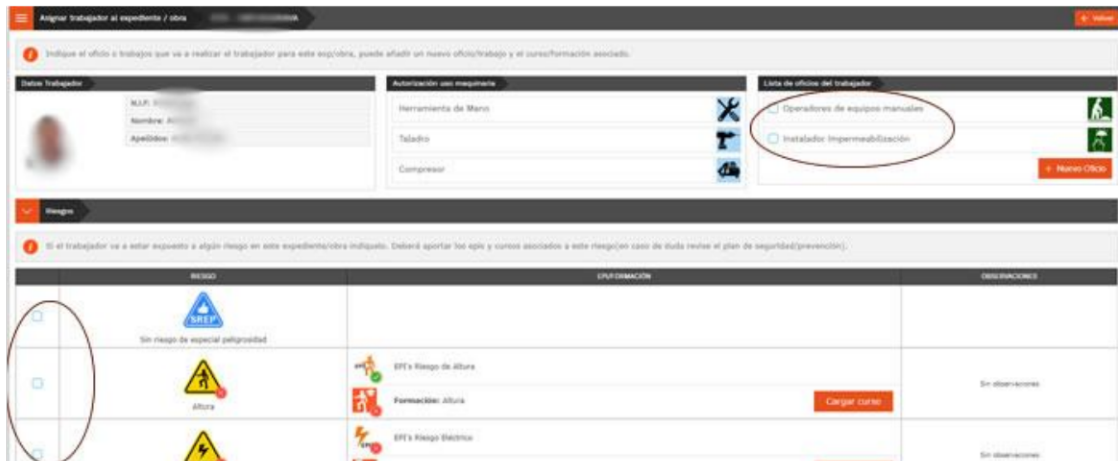 Asignar trabajador al expediente / obra
Volver
Indique el oficio o trabajos que va a realizar el trabajador para este exp/obra, puede añadir un nuevo oficio/trabajo y el curso/formación asociado.
Datos Trabajador
N.I.F:
Nombre:
Apellidos:
Autorización uso maquinaria
Herramienta de Mano
Taladro
Compresor
Lista de oficios del trabajador
Operadores de equipos manuales
Instalador Impermeabilización
+ Nuevo Oficio
Riesgos
Si el trabajador va a estar expuesto a algún riesgo en este expediente/obra indíquelo. Deberá aportar los epis y cursos asociados a este riesgo(en caso de duda revise el plan de seguridad/prevención).
RIESGO
EPI/FORMACIÓN
OBSERVACIONES
SREP
Sin riesgo de especial peligrosidad
Altura
EPI's Riesgo de Altura
Formación: Altura
Cargar curso
Sin observaciones
EPI's Riesgo Eléctrico
Sin observaciones